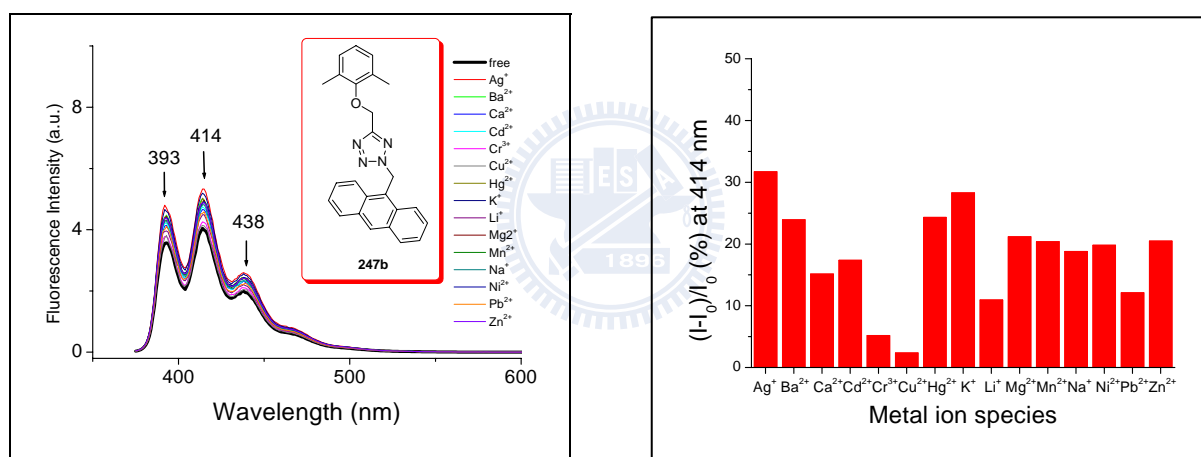 Fluorescence Intensity (a.u.)
8
4
0
393
414
438
400
500
600
Wavelength (nm)
O
N
N
N
N
247b
free
Ag⁺
Ba²⁺
Ca²⁺
Cd²⁺
Cr³⁺
Cu²⁺
Hg²⁺
K⁺
Li⁺
Mg2⁺
Mn²⁺
Na⁺
Ni²⁺
Pb²⁺
Zn²⁺
(I-I₀)/I₀ (%) at 414 nm
50
40
30
20
10
0
Ag⁺ Ba²⁺ Ca²⁺ Cd²⁺ Cr³⁺ Cu²⁺ Hg²⁺ K⁺ Li⁺ Mg²⁺ Mn²⁺ Na⁺ Ni²⁺ Pb²⁺ Zn²⁺
Metal ion species
E S A
1896